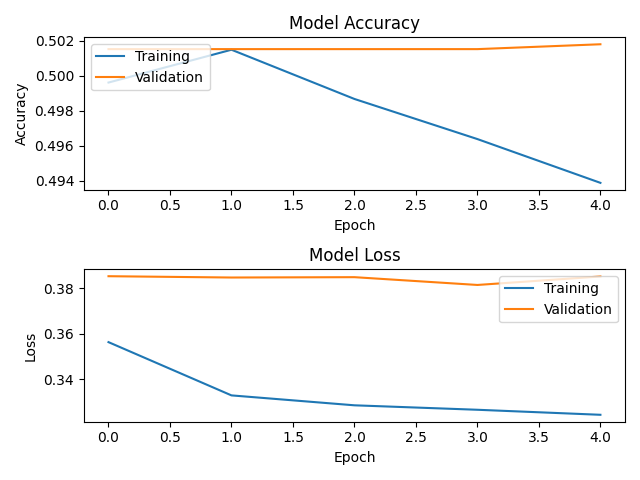 Model Accuracy
0.502
0.500
0.498
0.496
0.494
Accuracy
Training
Validation
0.0 0.5 1.0 1.5 2.0 2.5 3.0 3.5 4.0
Epoch
Model Loss
0.38
0.36
0.34
Loss
Training
Validation
0.0 0.5 1.0 1.5 2.0 2.5 3.0 3.5 4.0
Epoch